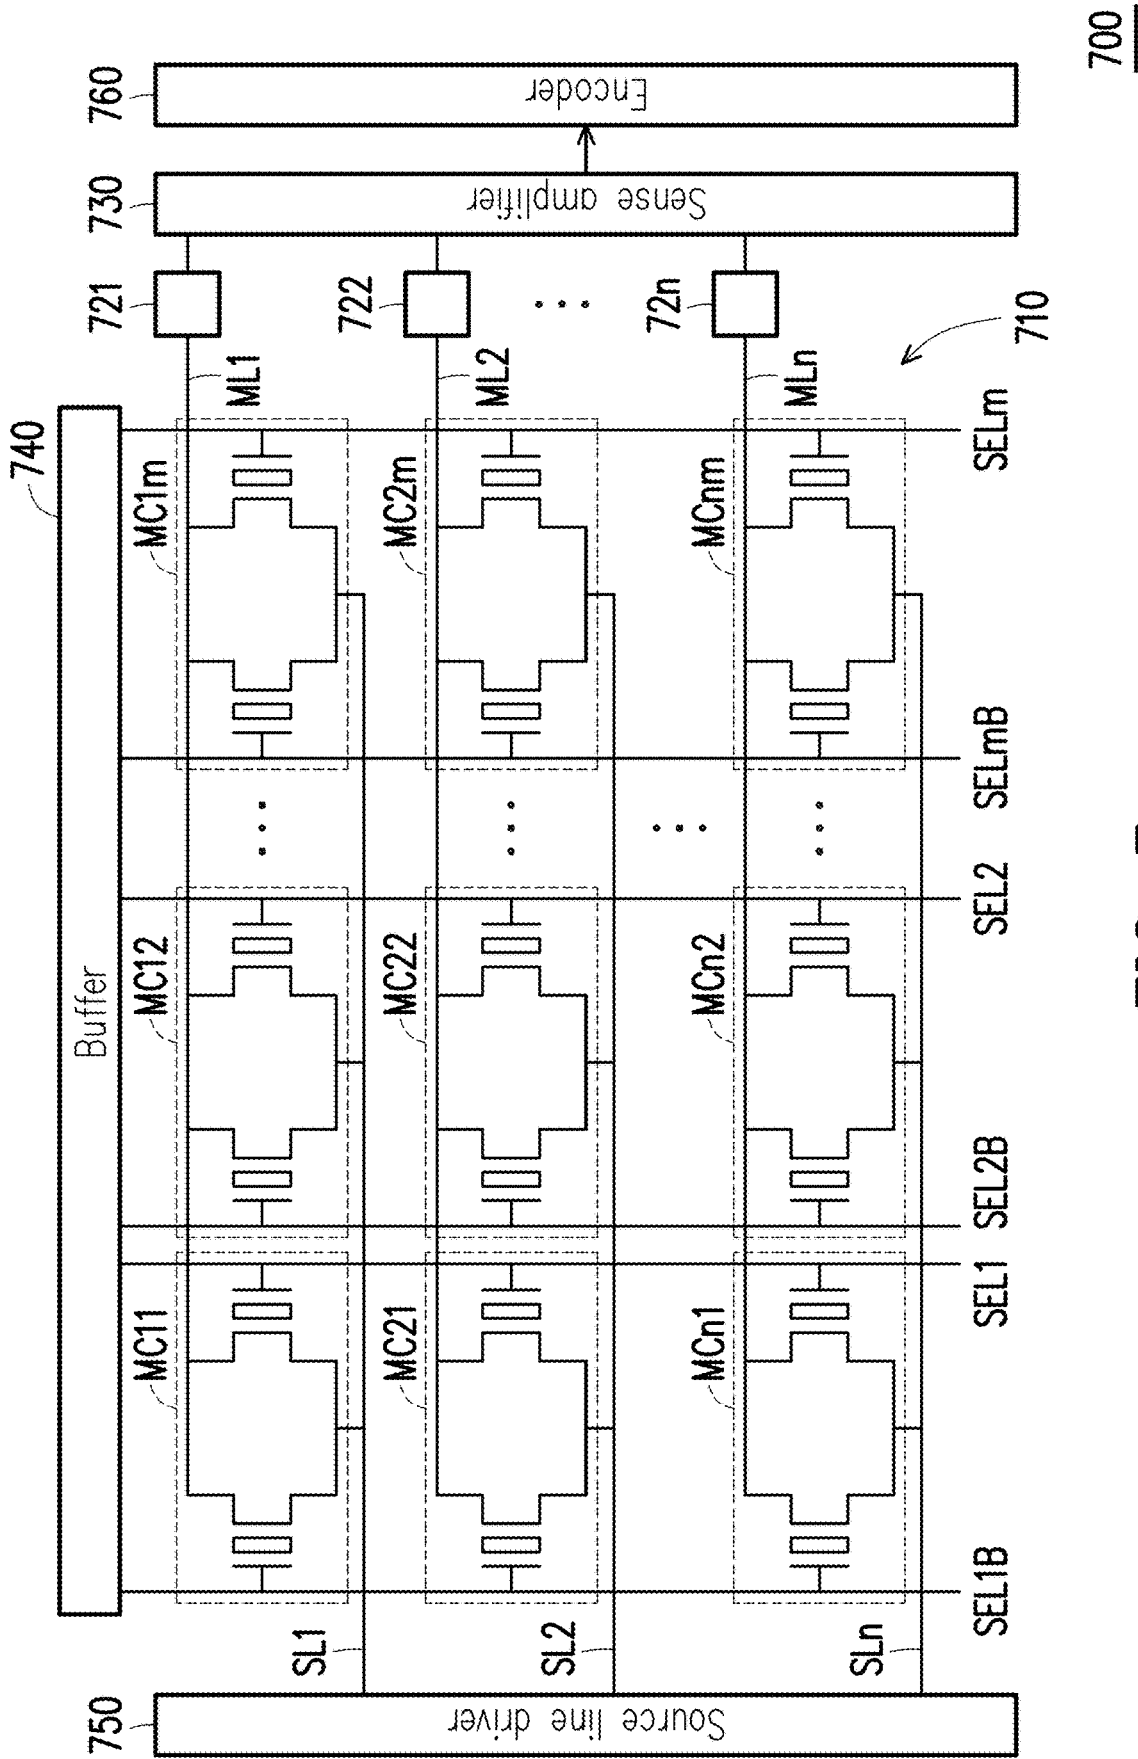 740
Buffer
750
Source line driver
MC11
MC12
MC1m
ML1
721
730
Sense amplifier
760
Encoder
SL1
MC21
MC22
MC2m
ML2
722
SL2
MCn1
MCn2
MCnm
MLn
72n
SLn
710
SEL1B
SEL1
SEL2B
SEL2
SELmB
SELm
700